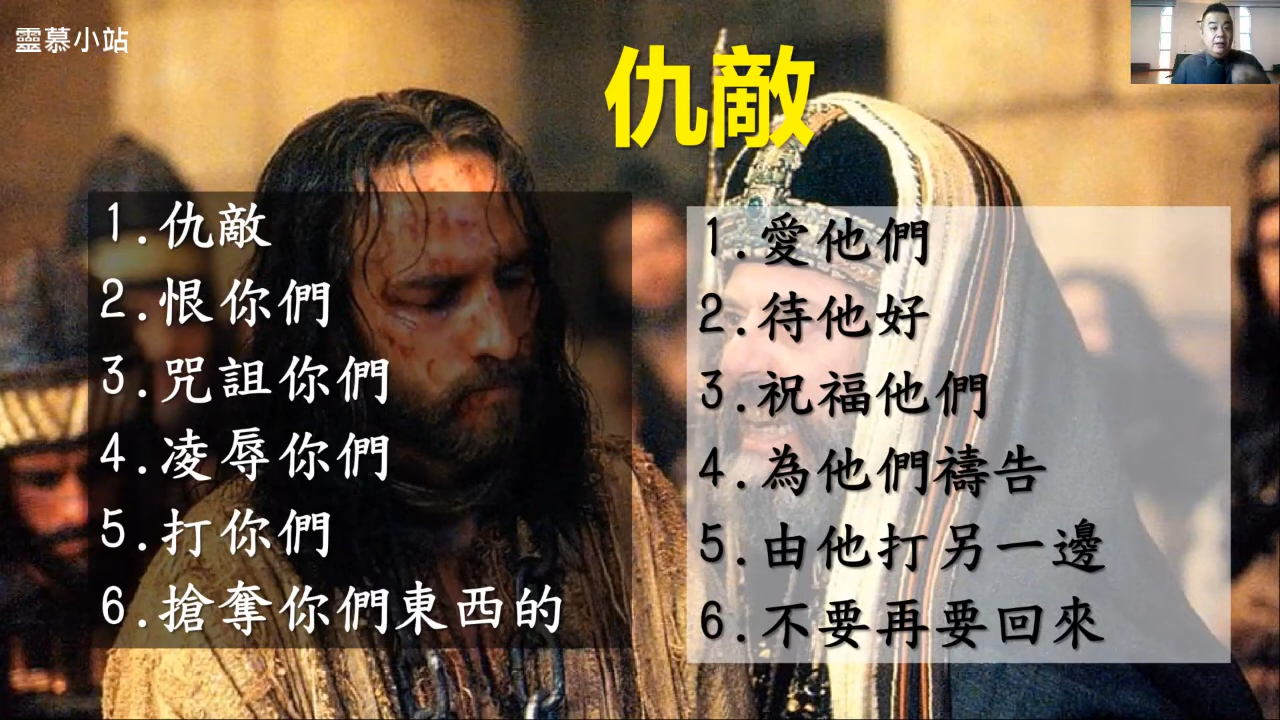 靈慕小站
仇敵
1.仇敵
2.恨你們
3.咒詛你們
4.凌辱你們
5.打你們
6.搶奪你們東西的
1.愛他們
2.待他好
3.祝福他們
4.為他們禱告
5.由他打另一邊
6.不要再要回來